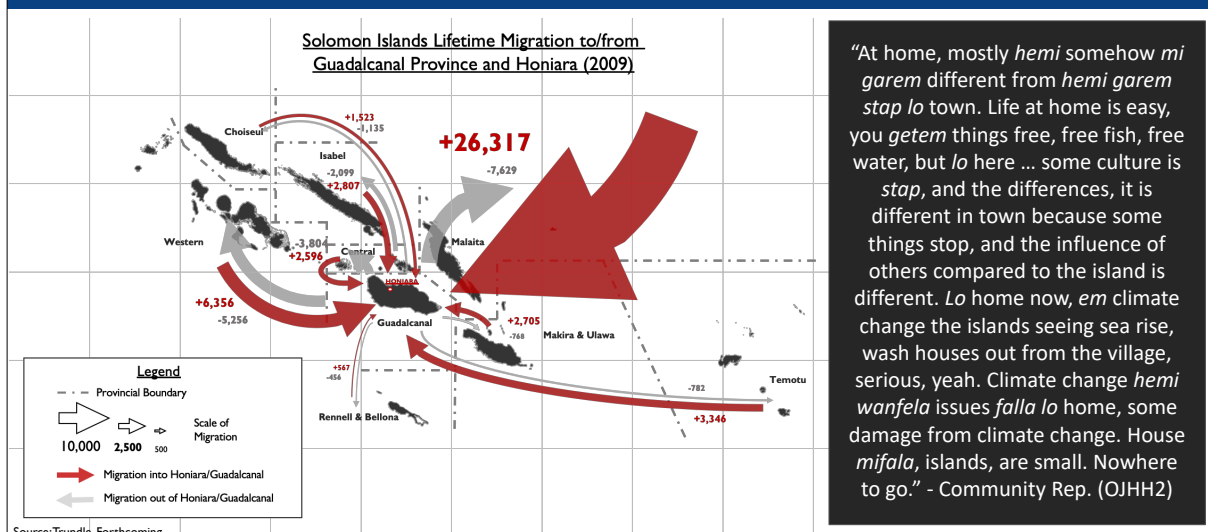 Solomon Islands Lifetime Migration to/from
Guadalcanal Province and Honiara (2009)
Choiseul
+1,523
-1,135
Isabel
-2,099
+2,807
+26,317
-7,629
Western
-3,804
+2,596
Central
Malaita
HONIARA
+6,356
-5,256
Guadalcanal
+2,705
-768
Makira & Ulawa
+567
-456
Rennell & Bellona
-782
Temotu
+3,346
Legend
Provincial Boundary
Scale of
Migration
10,000 2,500 500
Migration into Honiara/Guadalcanal
Migration out of Honiara/Guadalcanal
Source: Trundle, Forthcoming
“At home, mostly hemi somehow mi
garem different from hemi garem
stap lo town. Life at home is easy,
you getem things free, free fish, free
water, but lo here … some culture is
stap, and the differences, it is
different in town because some
things stop, and the influence of
others compared to the island is
different. Lo home now, em climate
change the islands seeing sea rise,
wash houses out from the village,
serious, yeah. Climate change hemi
wanfela issues falla lo home, some
damage from climate change. House
mifala, islands, are small. Nowhere
to go.” - Community Rep. (OJHH2)